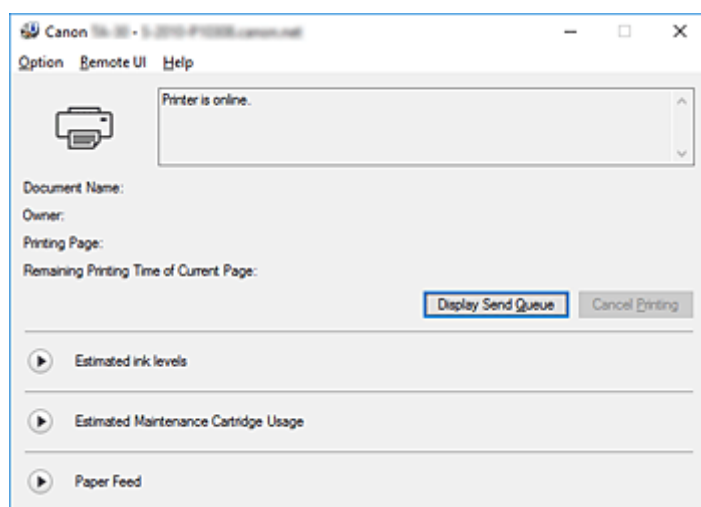 Canon
Option Remote UI Help
Printer is online.
Document Name:
Owner:
Printing Page:
Remaining Printing Time of Current Page:
Display Send Queue Cancel Printing
Estimated ink levels
Estimated Maintenance Cartridge Usage
Paper Feed